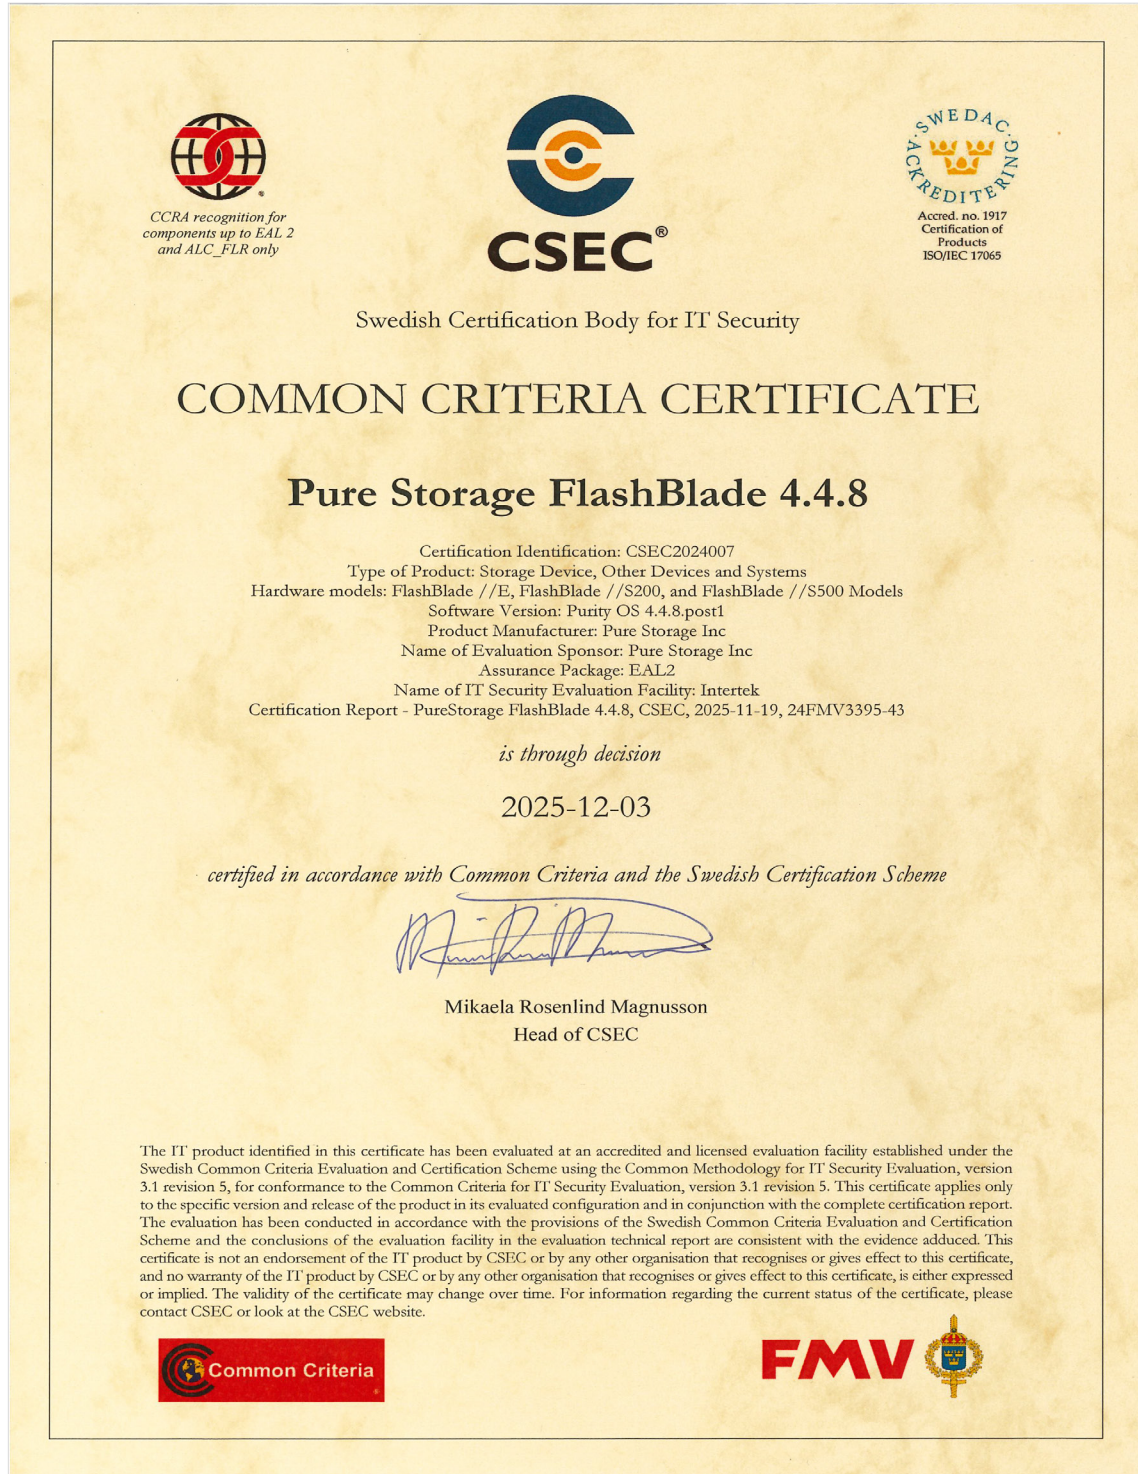 CCRA recognition for
components up to EAL 2
and ALC_FLR only
CSEC®
SWEDAC
ACKREDITERING
Accred. no. 1917
Certification of
Products
ISO/IEC 17065
Swedish Certification Body for IT Security
COMMON CRITERIA CERTIFICATE
Pure Storage FlashBlade 4.4.8
Certification Identification: CSEC2024007
Type of Product: Storage Device, Other Devices and Systems
Hardware models: FlashBlade //E, FlashBlade //S200, and FlashBlade //S500 Models
Software Version: Purity OS 4.4.8.post1
Product Manufacturer: Pure Storage Inc
Name of Evaluation Sponsor: Pure Storage Inc
Assurance Package: EAL2
Name of IT Security Evaluation Facility: Intertek
Certification Report - PureStorage FlashBlade 4.4.8, CSEC, 2025-11-19, 24FMV3395-43
is through decision
2025-12-03
certified in accordance with Common Criteria and the Swedish Certification Scheme
Mikaela Rosenlind Magnusson
Head of CSEC
The IT product identified in this certificate has been evaluated at an accredited and licensed evaluation facility established under the
Swedish Common Criteria Evaluation and Certification Scheme using the Common Methodology for IT Security Evaluation, version
3.1 revision 5, for conformance to the Common Criteria for IT Security Evaluation, version 3.1 revision 5. This certificate applies only
to the specific version and release of the product in its evaluated configuration and in conjunction with the complete certification report.
The evaluation has been conducted in accordance with the provisions of the Swedish Common Criteria Evaluation and Certification
Scheme and the conclusions of the evaluation facility in the evaluation technical report are consistent with the evidence adduced. This
certificate is not an endorsement of the IT product by CSEC or by any other organisation that recognises or gives effect to this certificate,
and no warranty of the IT product by CSEC or by any other organisation that recognises or gives effect to this certificate, is either expressed
or implied. The validity of the certificate may change over time. For information regarding the current status of the certificate, please
contact CSEC or look at the CSEC website.
Common Criteria
FMV